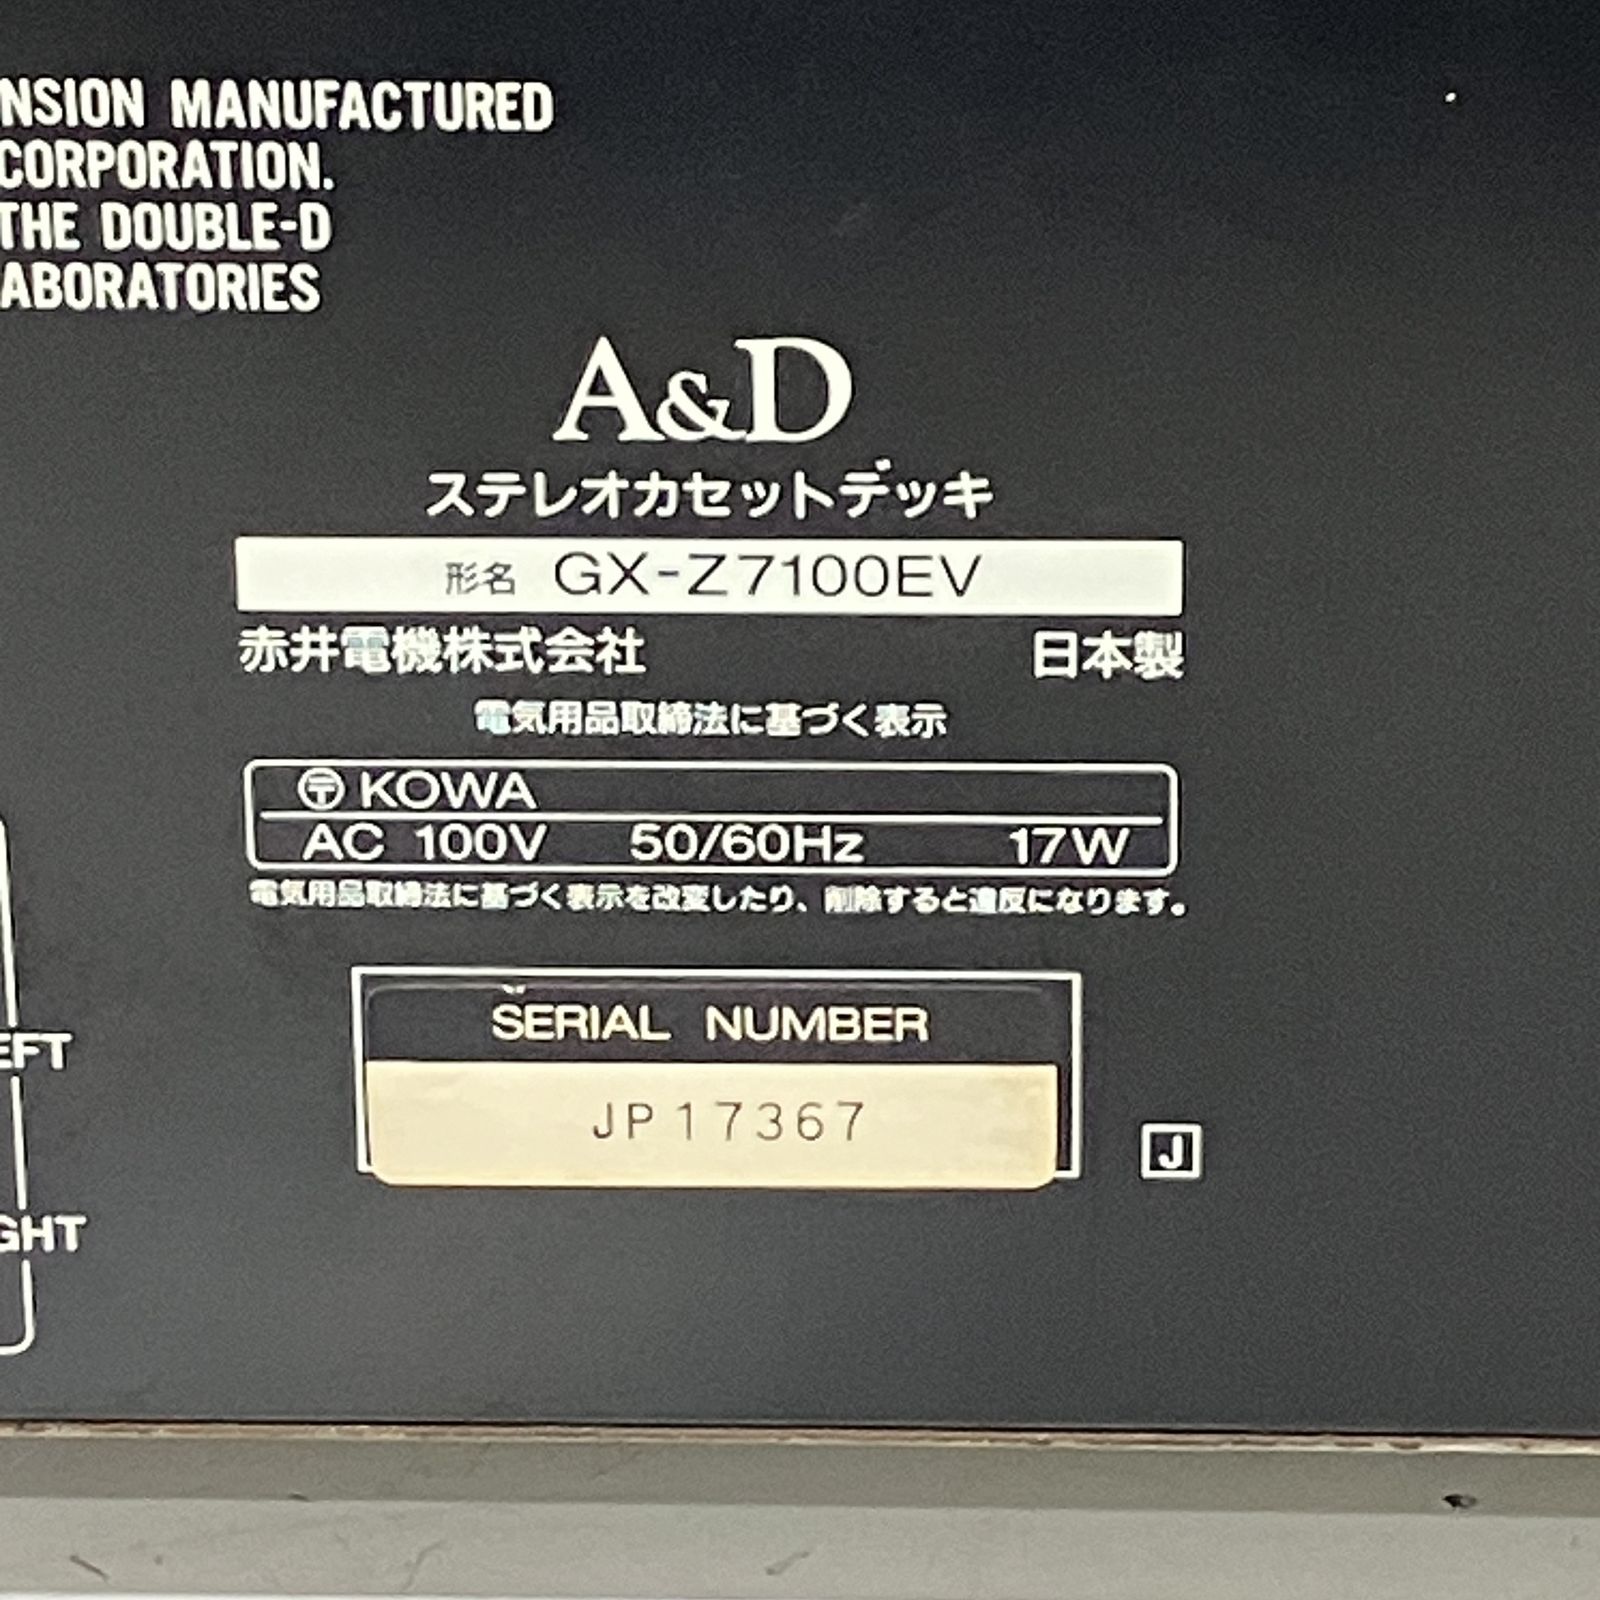 NSION MANUFACTURED
CORPORATION.
THE DOUBLE-D
ABORATORIES
A&D
ステレオカセットデッキ
形名 GX-Z7100EV
赤井電機株式会社 日本製
電気用品取締法に基づく表示
〶 KOWA
AC 100V 50/60Hz 17W
電気用品取締法に基づく表示を改変したり、削除すると違反になります。
SERIAL NUMBER
JP17367
J
EFT
GHT